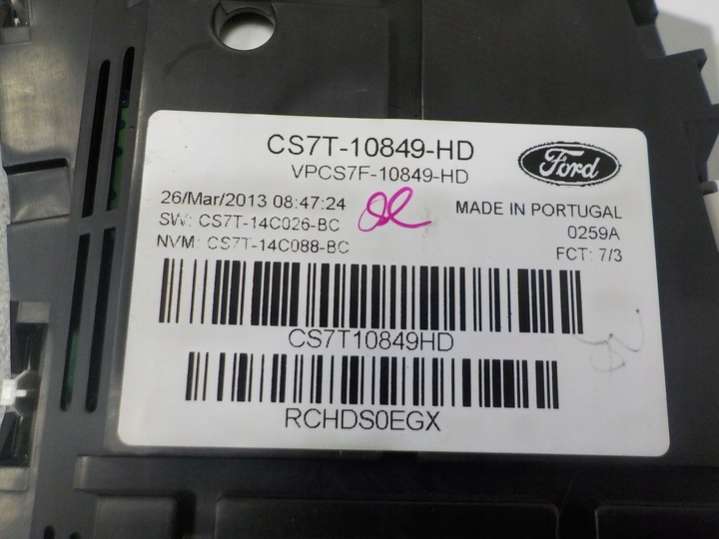 CS7T-10849-HD
VPCS7F-10849-HD
Ford
26/Mar/2013 08:47:24
SW: CS7T-14C026-BC
NVM: CS7T-14C088-BC
MADE IN PORTUGAL
0259A
FCT: 7/3
CS7T10849HD
RCHDS0EGX